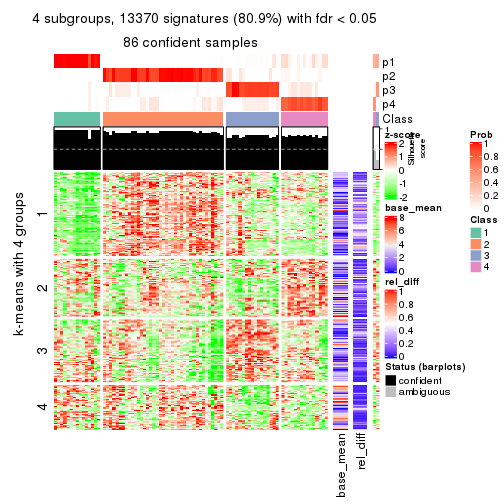 4 subgroups, 13370 signatures (80.9%) with fdr < 0.05
86 confident samples
p1
p2
p3
p4
Class
1
Silhouette
score
k-means with 4 groups
1
2
3
4
base_mean
rel_diff
z-score
2
1
0
-1
-2
base_mean
8
6
4
2
0
rel_diff
1
0.8
0.6
0.4
0.2
0
Status (barplots)
confident
ambiguous
Prob
1
0.8
0.6
0.4
0.2
0
Class
1
2
3
4